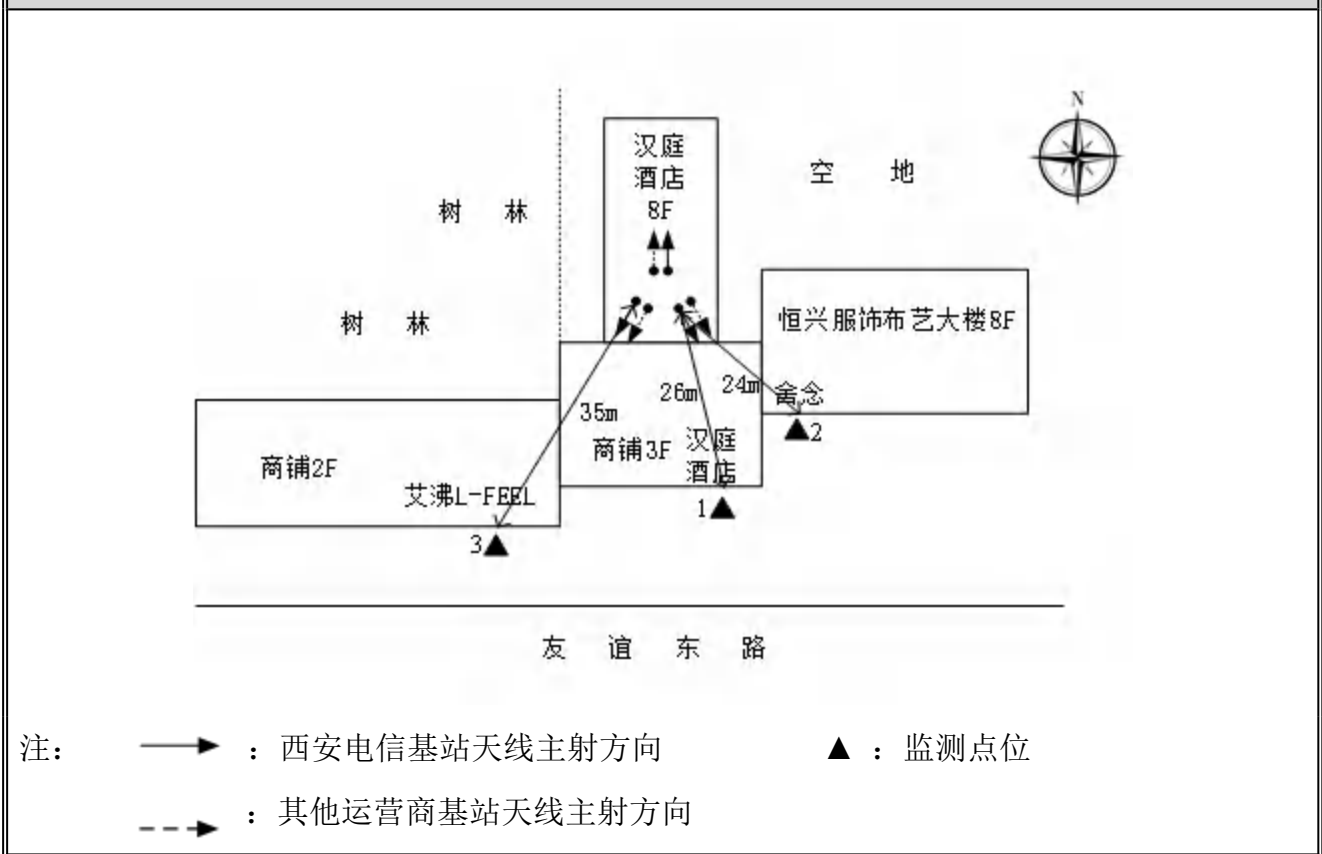 N
汉庭
酒店
8F
空 地
树 林
树 林
恒兴服饰布艺大楼8F
26m
24m
舍念
35m
2
商铺3F
汉庭
酒店
商铺2F
艾沸L-FEEL
1
3
友 谊 东 路
注： ：西安电信基站天线主射方向 ▲ ：监测点位
：其他运营商基站天线主射方向